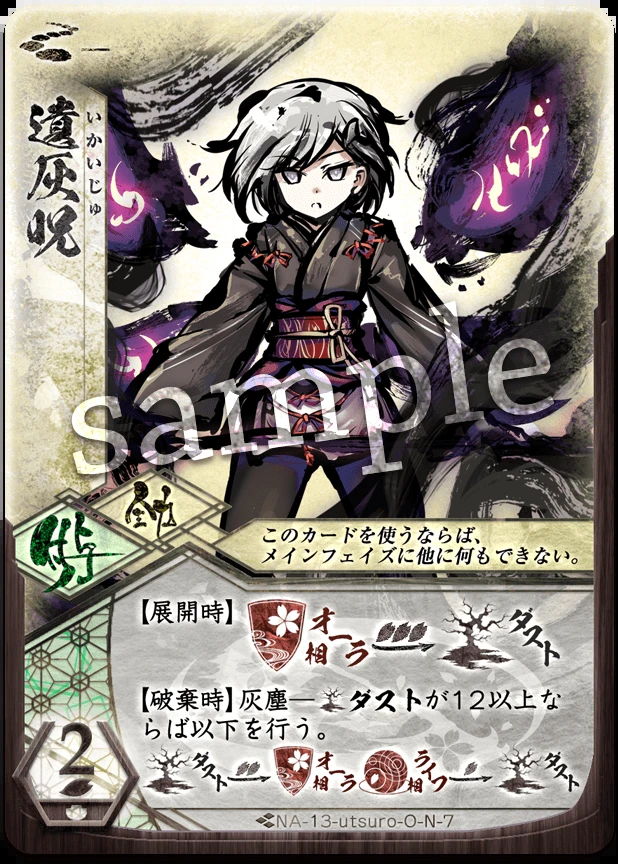 遺灰呪
いかいじゅ
sample
付与
全力
このカードを使うならば、
メインフェイズに他に何もできない。
【展開時】相オーラ ダスト
【破棄時】灰塵―ダストが12以上な
らば以下を行う。
ダスト 相オーラ 相ライフ ダスト
2
NA-13-utsuro-O-N-7